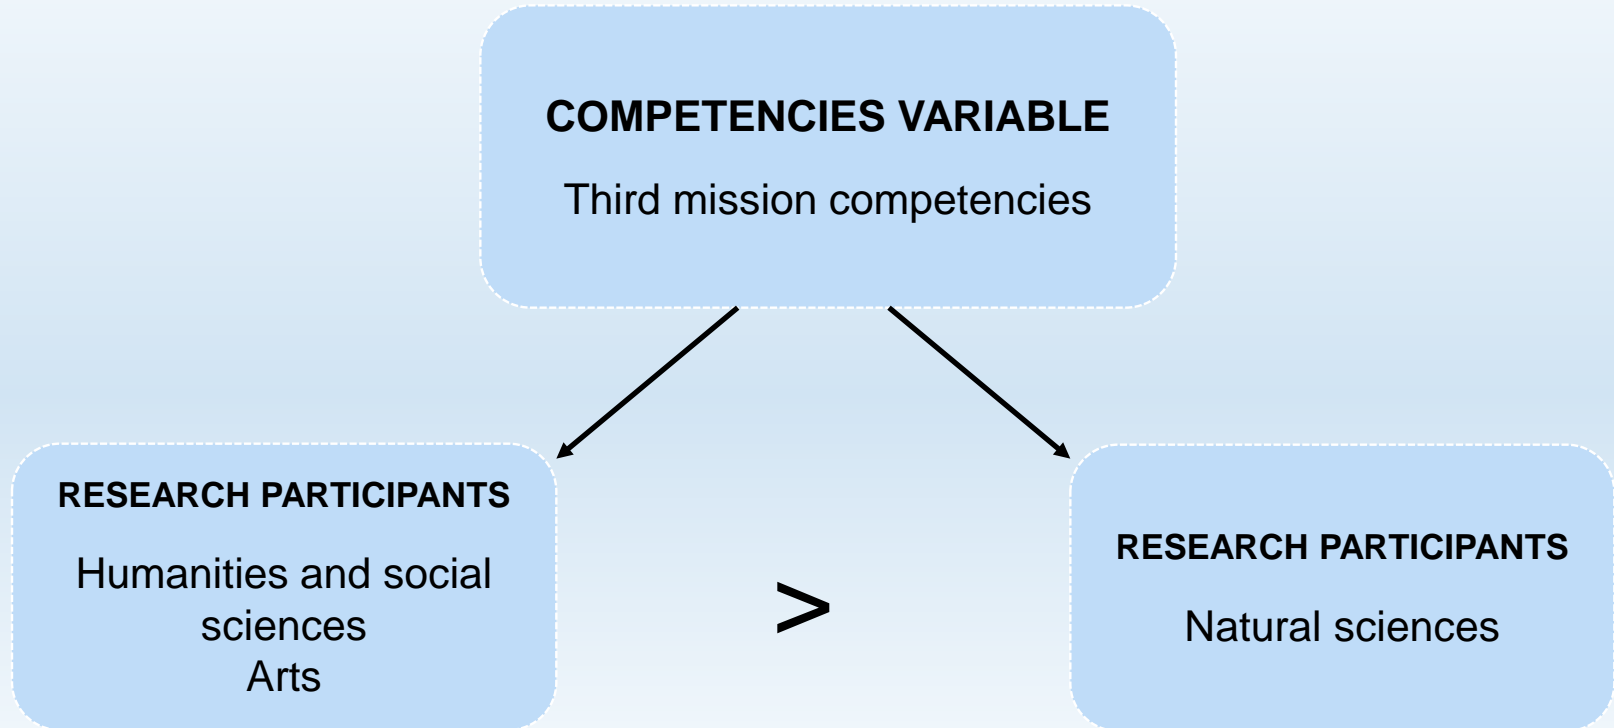 COMPETENCIES VARIABLE
Third mission competencies
RESEARCH PARTICIPANTS
Humanities and social
sciences
Arts
>
RESEARCH PARTICIPANTS
Natural sciences